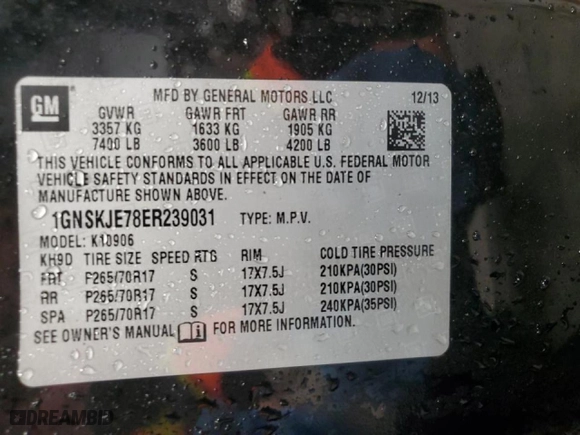 GM
MFD BY GENERAL MOTORS LLC 12/13
GVWR GAWR FRT GAWR RR
3357 KG 1633 KG 1905 KG
7400 LB 3600 LB 4200 LB
THIS VEHICLE CONFORMS TO ALL APPLICABLE U.S. FEDERAL MOTOR
VEHICLE SAFETY STANDARDS IN EFFECT ON THE DATE OF
MANUFACTURE SHOWN ABOVE.
1GNSKJE78ER239031 TYPE: M.P.V.
MODEL: K10906
KH9D TIRE SIZE SPEED RTG RIM COLD TIRE PRESSURE
FRT P265/70R17 S 17X7.5J 210KPA(30PSI)
RR P265/70R17 S 17X7.5J 210KPA(30PSI)
SPA P265/70R17 S 17X7.5J 240KPA(35PSI)
SEE OWNER'S MANUAL FOR MORE INFORMATION.
DREAMBID